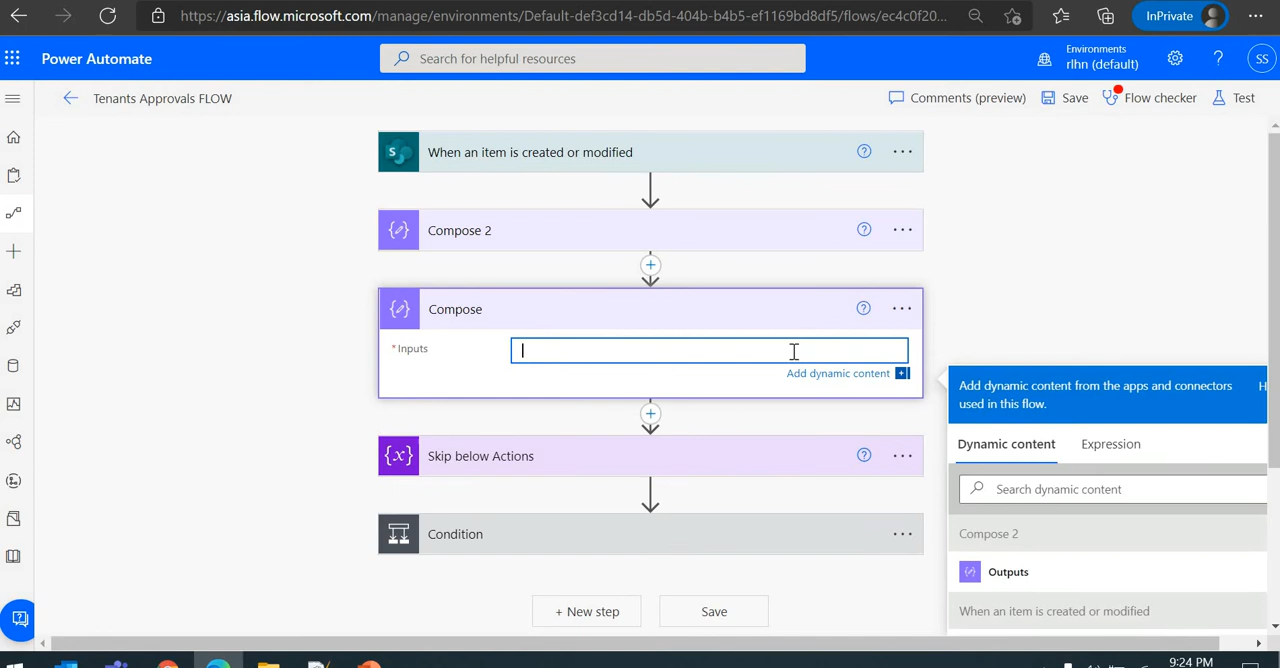 https://asia.flow.microsoft.com/manage/environments/Default-def3cd14-db5d-404b-b4b5-ef1169bd8df5/flows/ec4c0f20...
InPrivate
Power Automate
Search for helpful resources
Environments
rlhn (default)
SS
Tenants Approvals FLOW
Comments (preview)
Save
Flow checker
Test
S
When an item is created or modified
Compose 2
Compose
* Inputs
Add dynamic content
Add dynamic content from the apps and connectors
used in this flow.
H
Dynamic content
Expression
Search dynamic content
Compose 2
Outputs
When an item is created or modified
{x}
Skip below Actions
Condition
+ New step
Save
9:24 PM